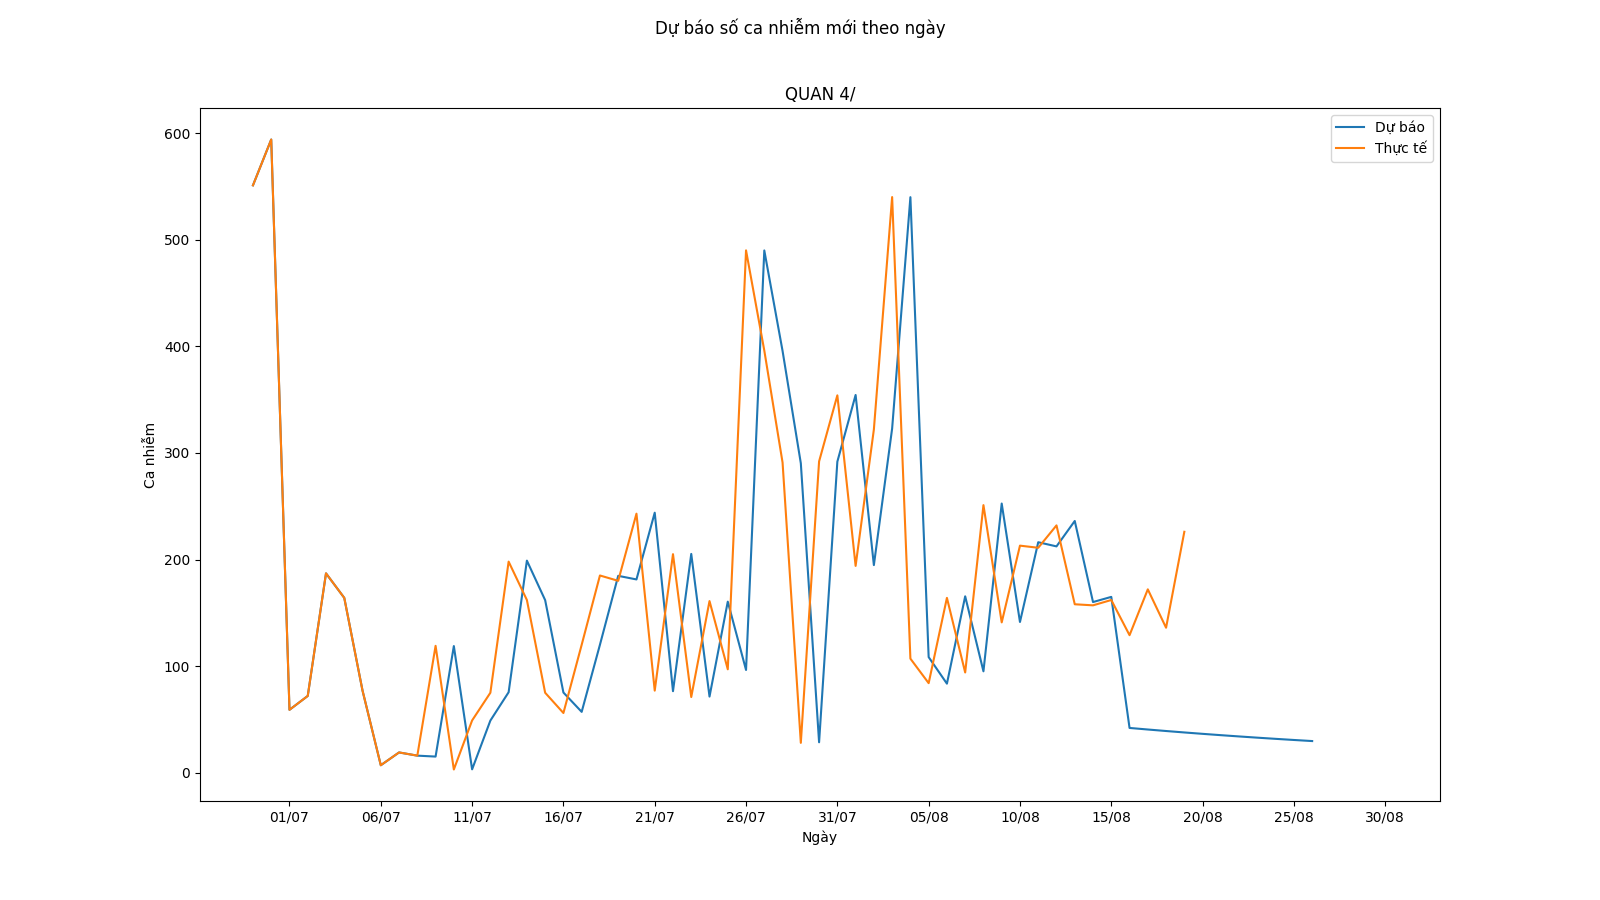 Dự báo số ca nhiễm mới theo ngày
QUAN 4/
Dự báo
Thực tế
600
500
400
300
200
100
0
Ca nhiễm
01/07 06/07 11/07 16/07 21/07 26/07 31/07 05/08 10/08 15/08 20/08 25/08 30/08
Ngày